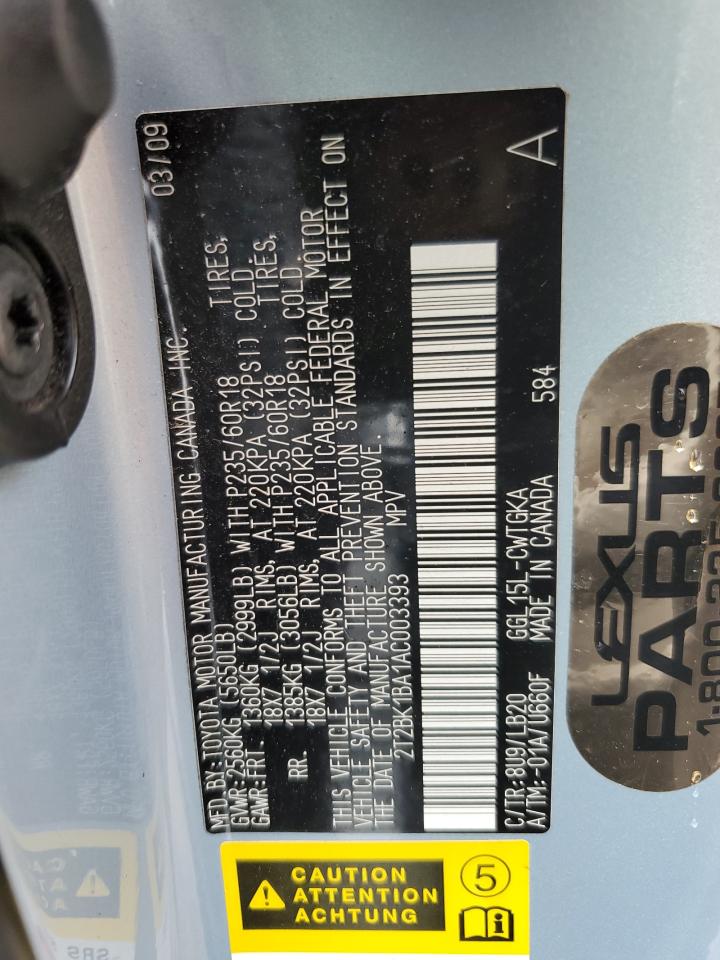 MFD.BY:TOYOTA MOTOR MANUFACTURING CANADA INC. 03/09
GVWR:2560KG (5650LB)
GAWR:FRT. 1360KG (2999LB) WITH P235/60R18 TIRES,
18X7 1/2J RIMS, AT 220KPA (32PSI) COLD.
RR. 1385KG (3056LB) WITH P235/60R18 TIRES,
18X7 1/2J RIMS, AT 220KPA (32PSI) COLD.
THIS VEHICLE CONFORMS TO ALL APPLICABLE FEDERAL MOTOR
VEHICLE SAFETY AND THEFT PREVENTION STANDARDS IN EFFECT ON
THE DATE OF MANUFACTURE SHOWN ABOVE.
2T2BK1BA1AC003393 MPV
C/TR:8U9/LB20 GGL15L-CWTGKA 584
A/TM:-01A/U660F MADE IN CANADA
A
CAUTION
ATTENTION
ACHTUNG
5
LEXUS
PARTS
SRS